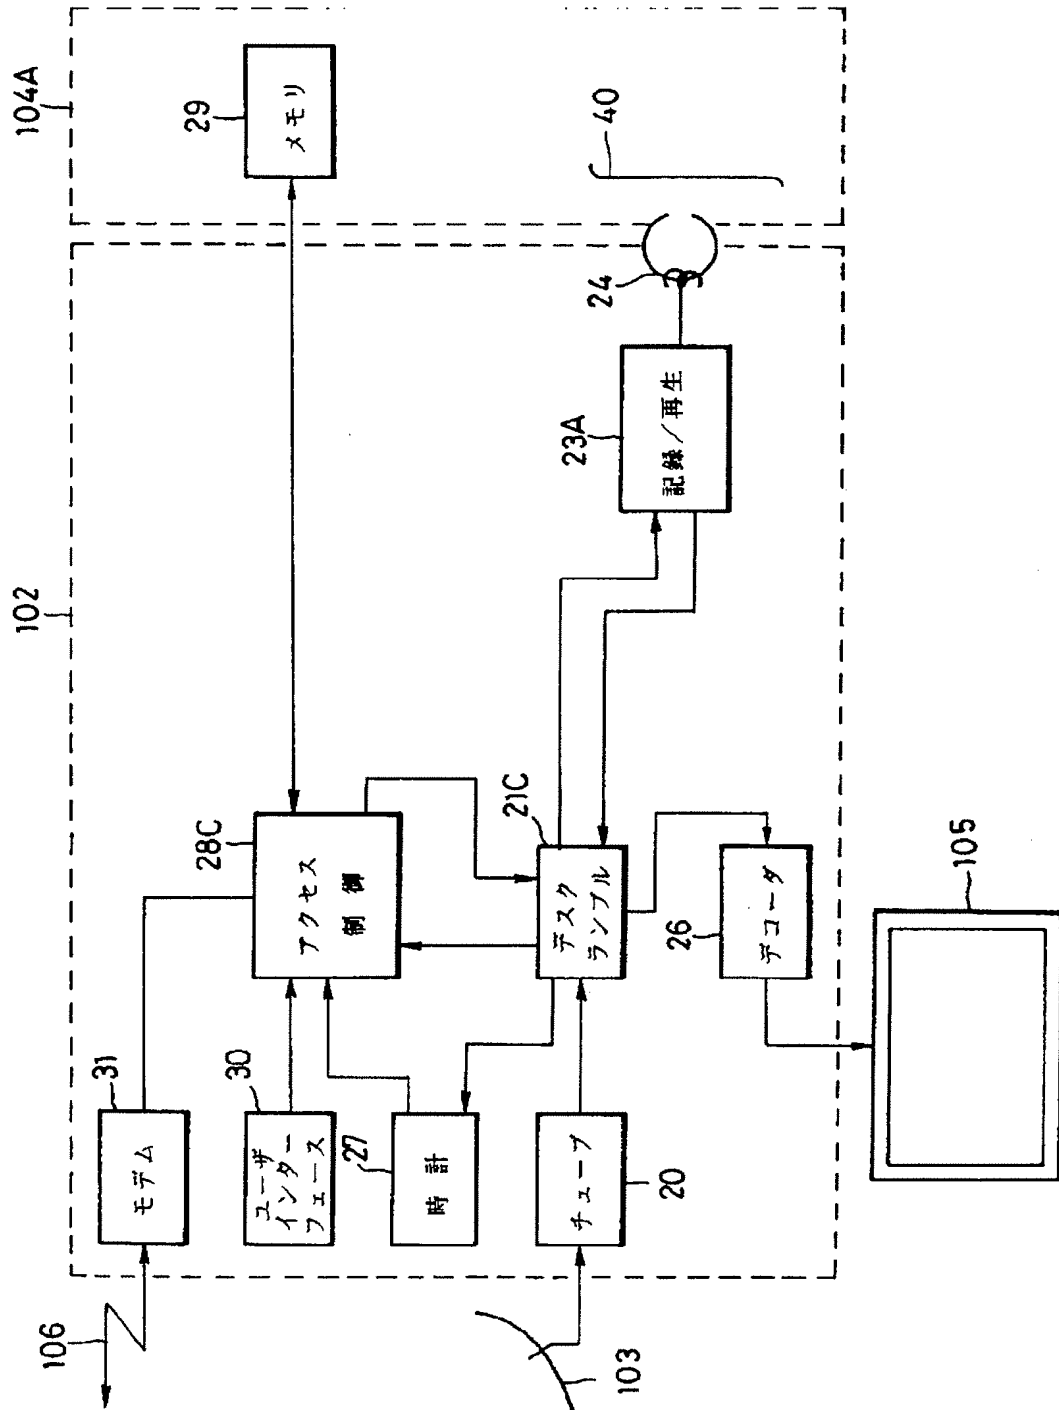 102
104A
106
31
モデム
28C
アクセス
制御
29
メモリ
30
ユーザ
インター
フェース
27
時計
21C
デスク
ランブル
23A
記録／再生
24
40
103
20
チューブ
26
デコーダ
105